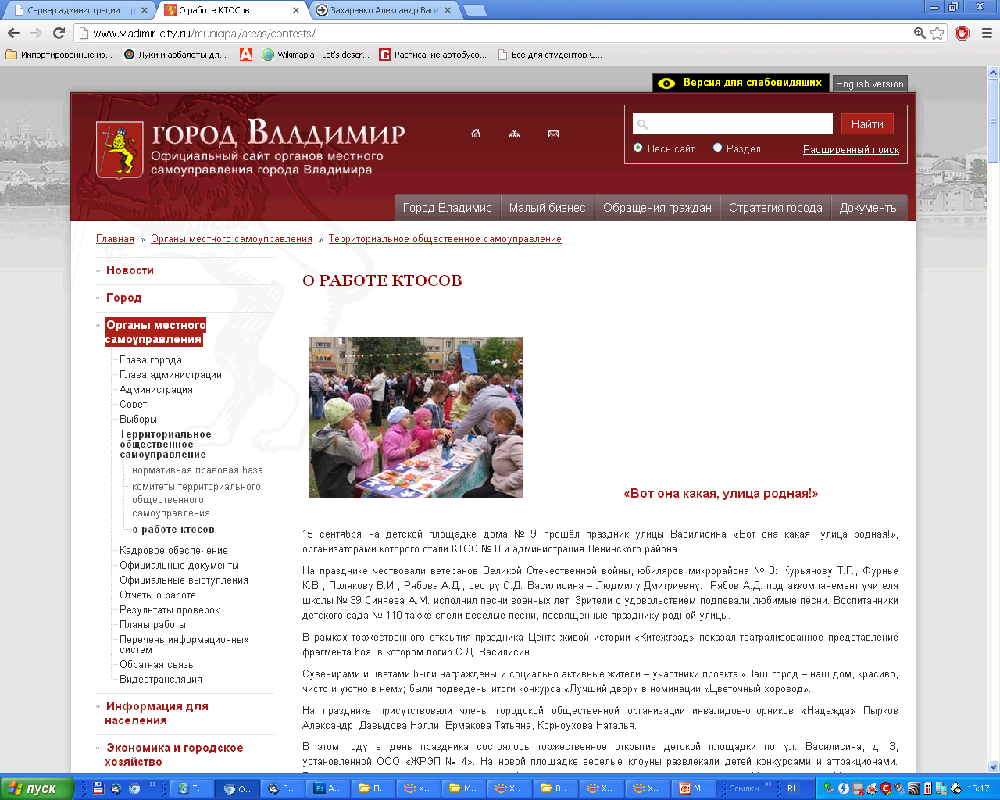 Сервер администрации гор
О работе КТОСов
Захаренко Александр Васи
www.vladimir-city.ru/municipal/areas/contests/
Импортированные из...
Луки и арбалеты дл...
Wikimapia - Let's descr...
Расписание автобусо...
Всё для студентов С...
Версия для слабовидящих
English version
город Владимир
Официальный сайт органов местного
самоуправления города Владимира
Найти
Весь сайт
Раздел
Расширенный поиск
Город Владимир
Малый бизнес
Обращения граждан
Стратегия города
Документы
Главная » Органы местного самоуправления » Территориальное общественное самоуправление
Новости
Город
Органы местного
самоуправления
Глава города
Глава администрации
Администрация
Совет
Выборы
Территориальное
общественное
самоуправление
нормативная правовая база
комитеты территориального
общественного
самоуправления
о работе ктосов
Кадровое обеспечение
Официальные документы
Официальные выступления
Отчеты о работе
Результаты проверок
Планы работы
Перечень информационных
систем
Обратная связь
Видеотрансляция
Информация для
населения
Экономика и городское
хозяйство
О РАБОТЕ КТОСОВ
«Вот она какая, улица родная!»
15 сентября на детской площадке дома № 9 прошёл праздник улицы Василисина «Вот она какая, улица родная!»,
организаторами которого стали КТОС № 8 и администрация Ленинского района.
На празднике чествовали ветеранов Великой Отечественной войны, юбиляров микрорайона № 8: Курьянову Т.Г., Фурнье
К.В., Полякову В.И., Рябова А.Д., сестру С.Д. Василисина – Людмилу Дмитриевну. Рябов А.Д. под аккомпанемент учителя
школы № 39 Синяева А.М. исполнил песни военных лет. Зрители с удовольствием подпевали любимые песни. Воспитанники
детского сада № 110 также спели веселые песни, посвященные празднику родной улицы.
В рамках торжественного открытия праздника Центр живой истории «Китежград» показал театрализованное представление
фрагмента боя, в котором погиб С.Д. Василисин.
Сувенирами и цветами были награждены и социально активные жители – участники проекта «Наш город – наш дом, красиво,
чисто и уютно в нем»; были подведены итоги конкурса «Лучший двор» в номинации «Цветочный хоровод».
На празднике присутствовали члены городской общественной организации инвалидов-опорников «Надежда» Пырков
Александр, Давыдова Нэлли, Ермакова Татьяна, Корноухова Наталья.
В этом году в день праздника состоялось торжественное открытие детской площадки по ул. Василисина, д. 3,
установленной ООО «ЖРЭП № 4». На новой площадке веселые клоуны развлекали детей конкурсами и аттракционами.
пуск
Т...
О...
В...
А...
П...
Х...
М...
Х...
В...
Х...
Х...
М...
Ссылки
RU
15:17